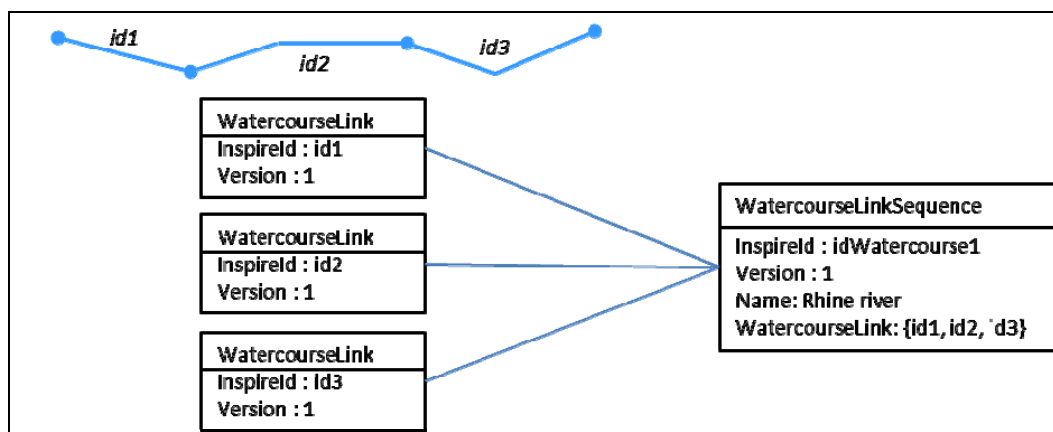 id1
id2
id3
WatercourseLink
InspireId : id1
Version : 1
WatercourseLink
InspireId : id2
Version : 1
WatercourseLink
InspireId : id3
Version : 1
WatercourseLinkSequence
InspireId : idWatercourse1
Version : 1
Name: Rhine river
WatercourseLink: {id1, id2, id3}